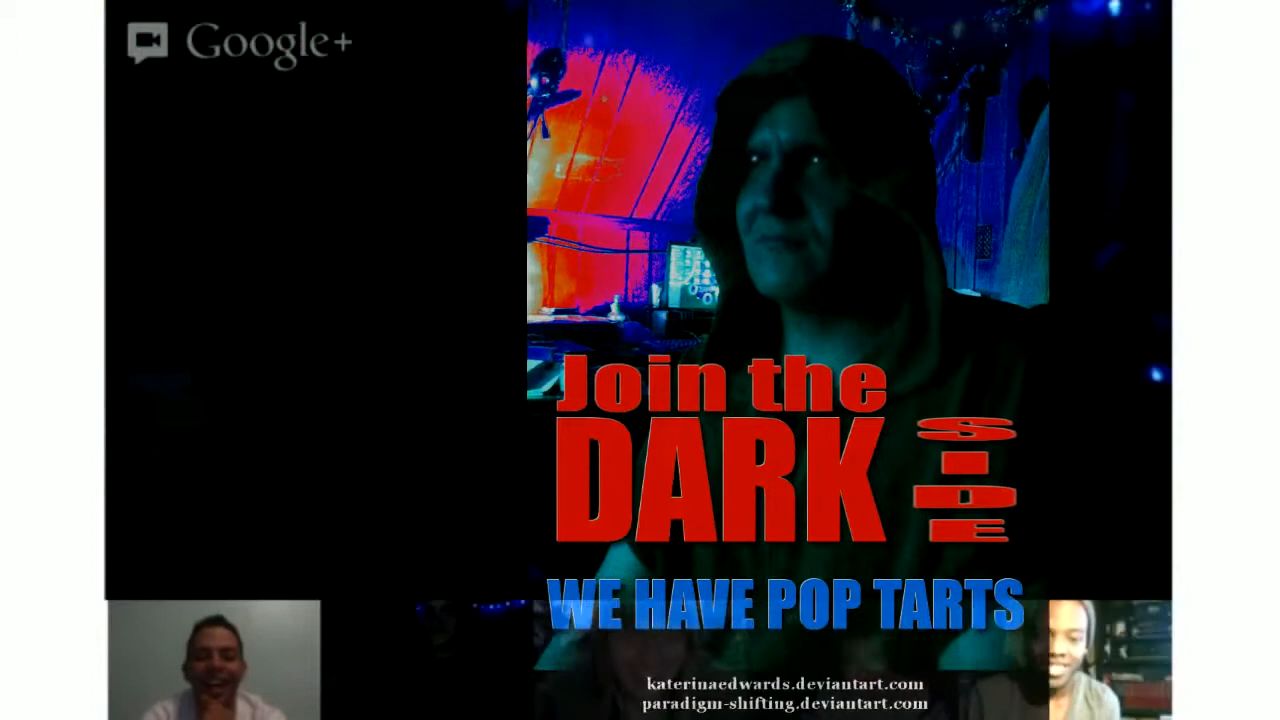 Google+
Join the
DARK
SIDE
WE HAVE POP TARTS
katerinaedwards.deviantart.com
paradigm-shifting.deviantart.com